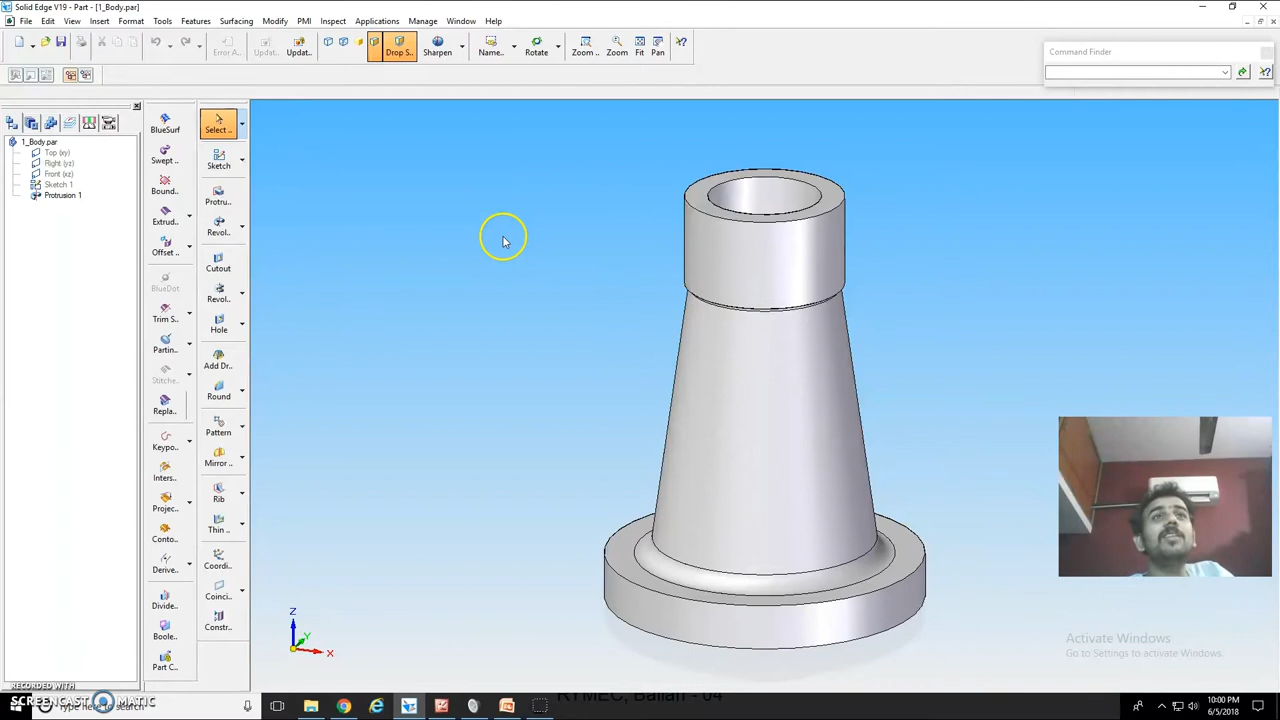 Solid Edge V19 - Part - [1_Body.par]
File Edit View Insert Format Tools Features Surfacing Modify PMI Inspect Applications Manage Window Help
Error A.. Updat.. Updat.. Drop S.. Sharpen Name.. Rotate Zoom .. Zoom Fit Pan
Command Finder
1_Body.par
Top (xy)
Right (yz)
Front (xz)
Sketch 1
Protrusion 1
BlueSurf
Swept ..
Bound..
Extrud..
Offset ..
BlueDot
Trim S..
Partin..
Stitche..
Repla..
Keypo..
Inters..
Projec..
Conto..
Derive..
Divide..
Boole..
Part C..
Select ..
Sketch
Protru..
Revol..
Cutout
Revol..
Hole
Add Dr..
Round
Pattern
Mirror ..
Rib
Thin ..
Coordi..
Coinci..
Constr..
Z
Y
X
Activate Windows
Go to Settings to activate Windows.
RECORDED WITH
SCREENCAST MATIC
Type here to search
10:00 PM
6/5/2018